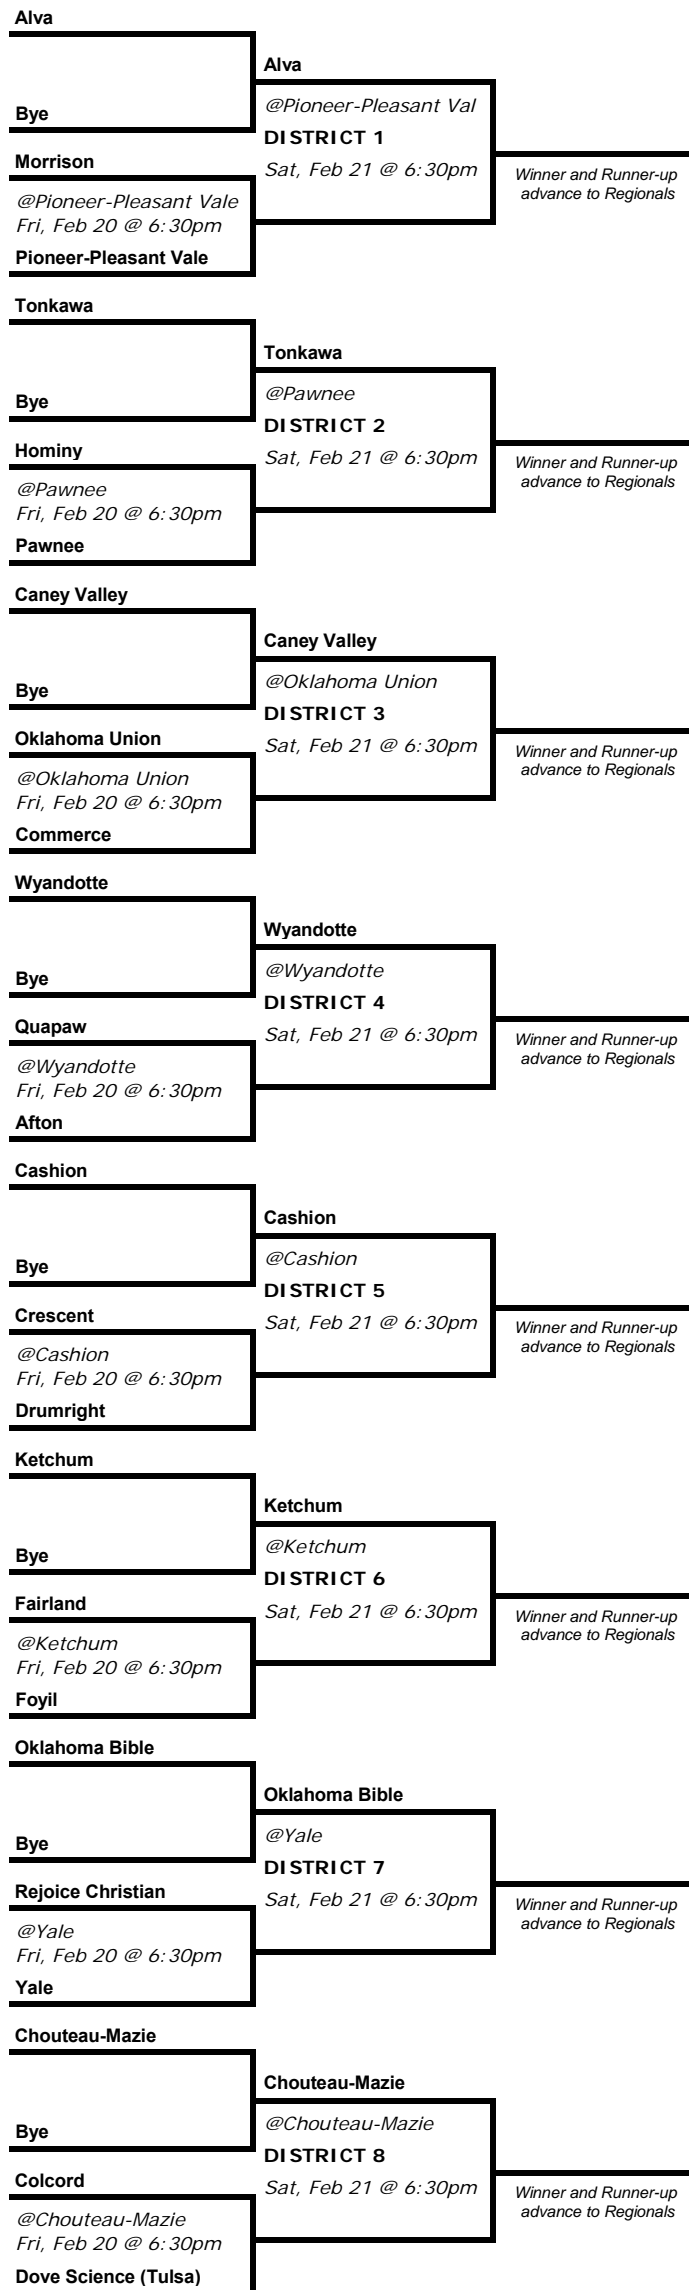 Alva
Alva
@Pioneer-Pleasant Val
Bye
DISTRICT 1
Morrison
Sat, Feb 21 @ 6:30pm
Winner and Runner-up
advance to Regionals
@Pioneer-Pleasant Vale
Fri, Feb 20 @ 6:30pm
Pioneer-Pleasant Vale
Tonkawa
Tonkawa
@Pawnee
Bye
DISTRICT 2
Hominy
Sat, Feb 21 @ 6:30pm
Winner and Runner-up
advance to Regionals
@Pawnee
Fri, Feb 20 @ 6:30pm
Pawnee
Caney Valley
Caney Valley
@Oklahoma Union
Bye
DISTRICT 3
Oklahoma Union
Sat, Feb 21 @ 6:30pm
Winner and Runner-up
advance to Regionals
@Oklahoma Union
Fri, Feb 20 @ 6:30pm
Commerce
Wyandotte
Wyandotte
@Wyandotte
Bye
DISTRICT 4
Quapaw
Sat, Feb 21 @ 6:30pm
Winner and Runner-up
advance to Regionals
@Wyandotte
Fri, Feb 20 @ 6:30pm
Afton
Cashion
Cashion
@Cashion
Bye
DISTRICT 5
Crescent
Sat, Feb 21 @ 6:30pm
Winner and Runner-up
advance to Regionals
@Cashion
Fri, Feb 20 @ 6:30pm
Drumright
Ketchum
Ketchum
@Ketchum
Bye
DISTRICT 6
Fairland
Sat, Feb 21 @ 6:30pm
Winner and Runner-up
advance to Regionals
@Ketchum
Fri, Feb 20 @ 6:30pm
Foyil
Oklahoma Bible
Oklahoma Bible
@Yale
Bye
DISTRICT 7
Rejoice Christian
Sat, Feb 21 @ 6:30pm
Winner and Runner-up
advance to Regionals
@Yale
Fri, Feb 20 @ 6:30pm
Yale
Chouteau-Mazie
Chouteau-Mazie
@Chouteau-Mazie
Bye
DISTRICT 8
Colcord
Sat, Feb 21 @ 6:30pm
Winner and Runner-up
advance to Regionals
@Chouteau-Mazie
Fri, Feb 20 @ 6:30pm
Dove Science (Tulsa)